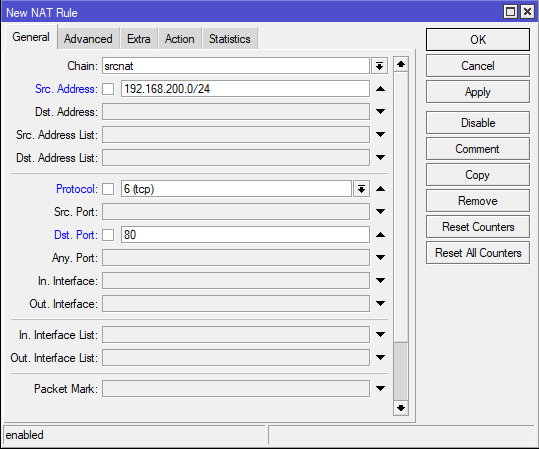 New NAT Rule
General Advanced Extra Action Statistics
Chain: srcnat
Src. Address: 192.168.200.0/24
Dst. Address:
Src. Address List:
Dst. Address List:
Protocol: 6 (tcp)
Src. Port:
Dst. Port: 80
Any. Port:
In. Interface:
Out. Interface:
In. Interface List:
Out. Interface List:
Packet Mark:
OK
Cancel
Apply
Disable
Comment
Copy
Remove
Reset Counters
Reset All Counters
enabled